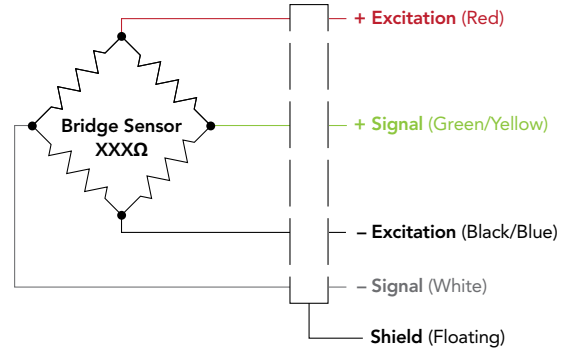 + Excitation (Red)
Bridge Sensor
XXXΩ
+ Signal (Green/Yellow)
– Excitation (Black/Blue)
– Signal (White)
Shield (Floating)